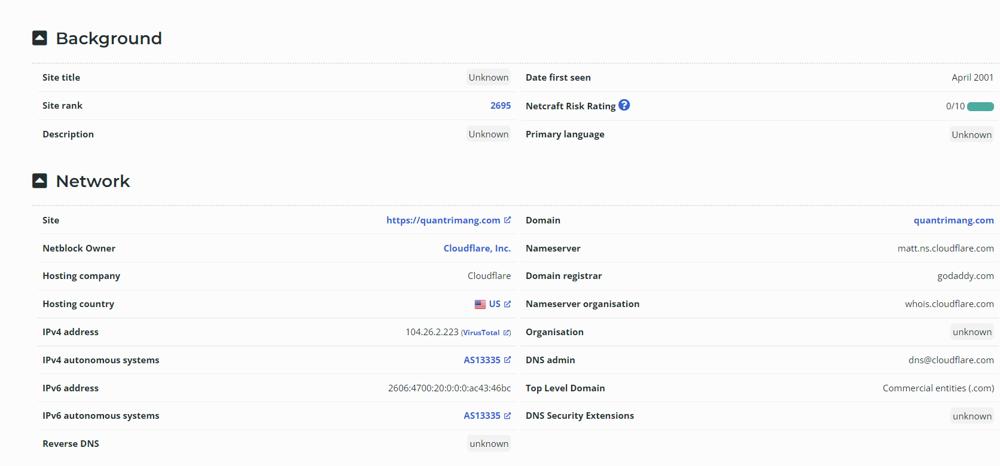 Background
Site title Unknown Date first seen April 2001
Site rank 2695 Netcraft Risk Rating ? 0/10
Description Unknown Primary language Unknown
Network
Site https://quantrimang.com Domain quantrimang.com
Netblock Owner Cloudflare, Inc. Nameserver matt.ns.cloudflare.com
Hosting company Cloudflare Domain registrar godaddy.com
Hosting country US Nameserver organisation whois.cloudflare.com
IPv4 address 104.26.2.223 (VirusTotal) Organisation unknown
IPv4 autonomous systems AS13335 DNS admin dns@cloudflare.com
IPv6 address 2606:4700:20:0:0:0:ac43:46bc Top Level Domain Commercial entities (.com)
IPv6 autonomous systems AS13335 DNS Security Extensions unknown
Reverse DNS unknown